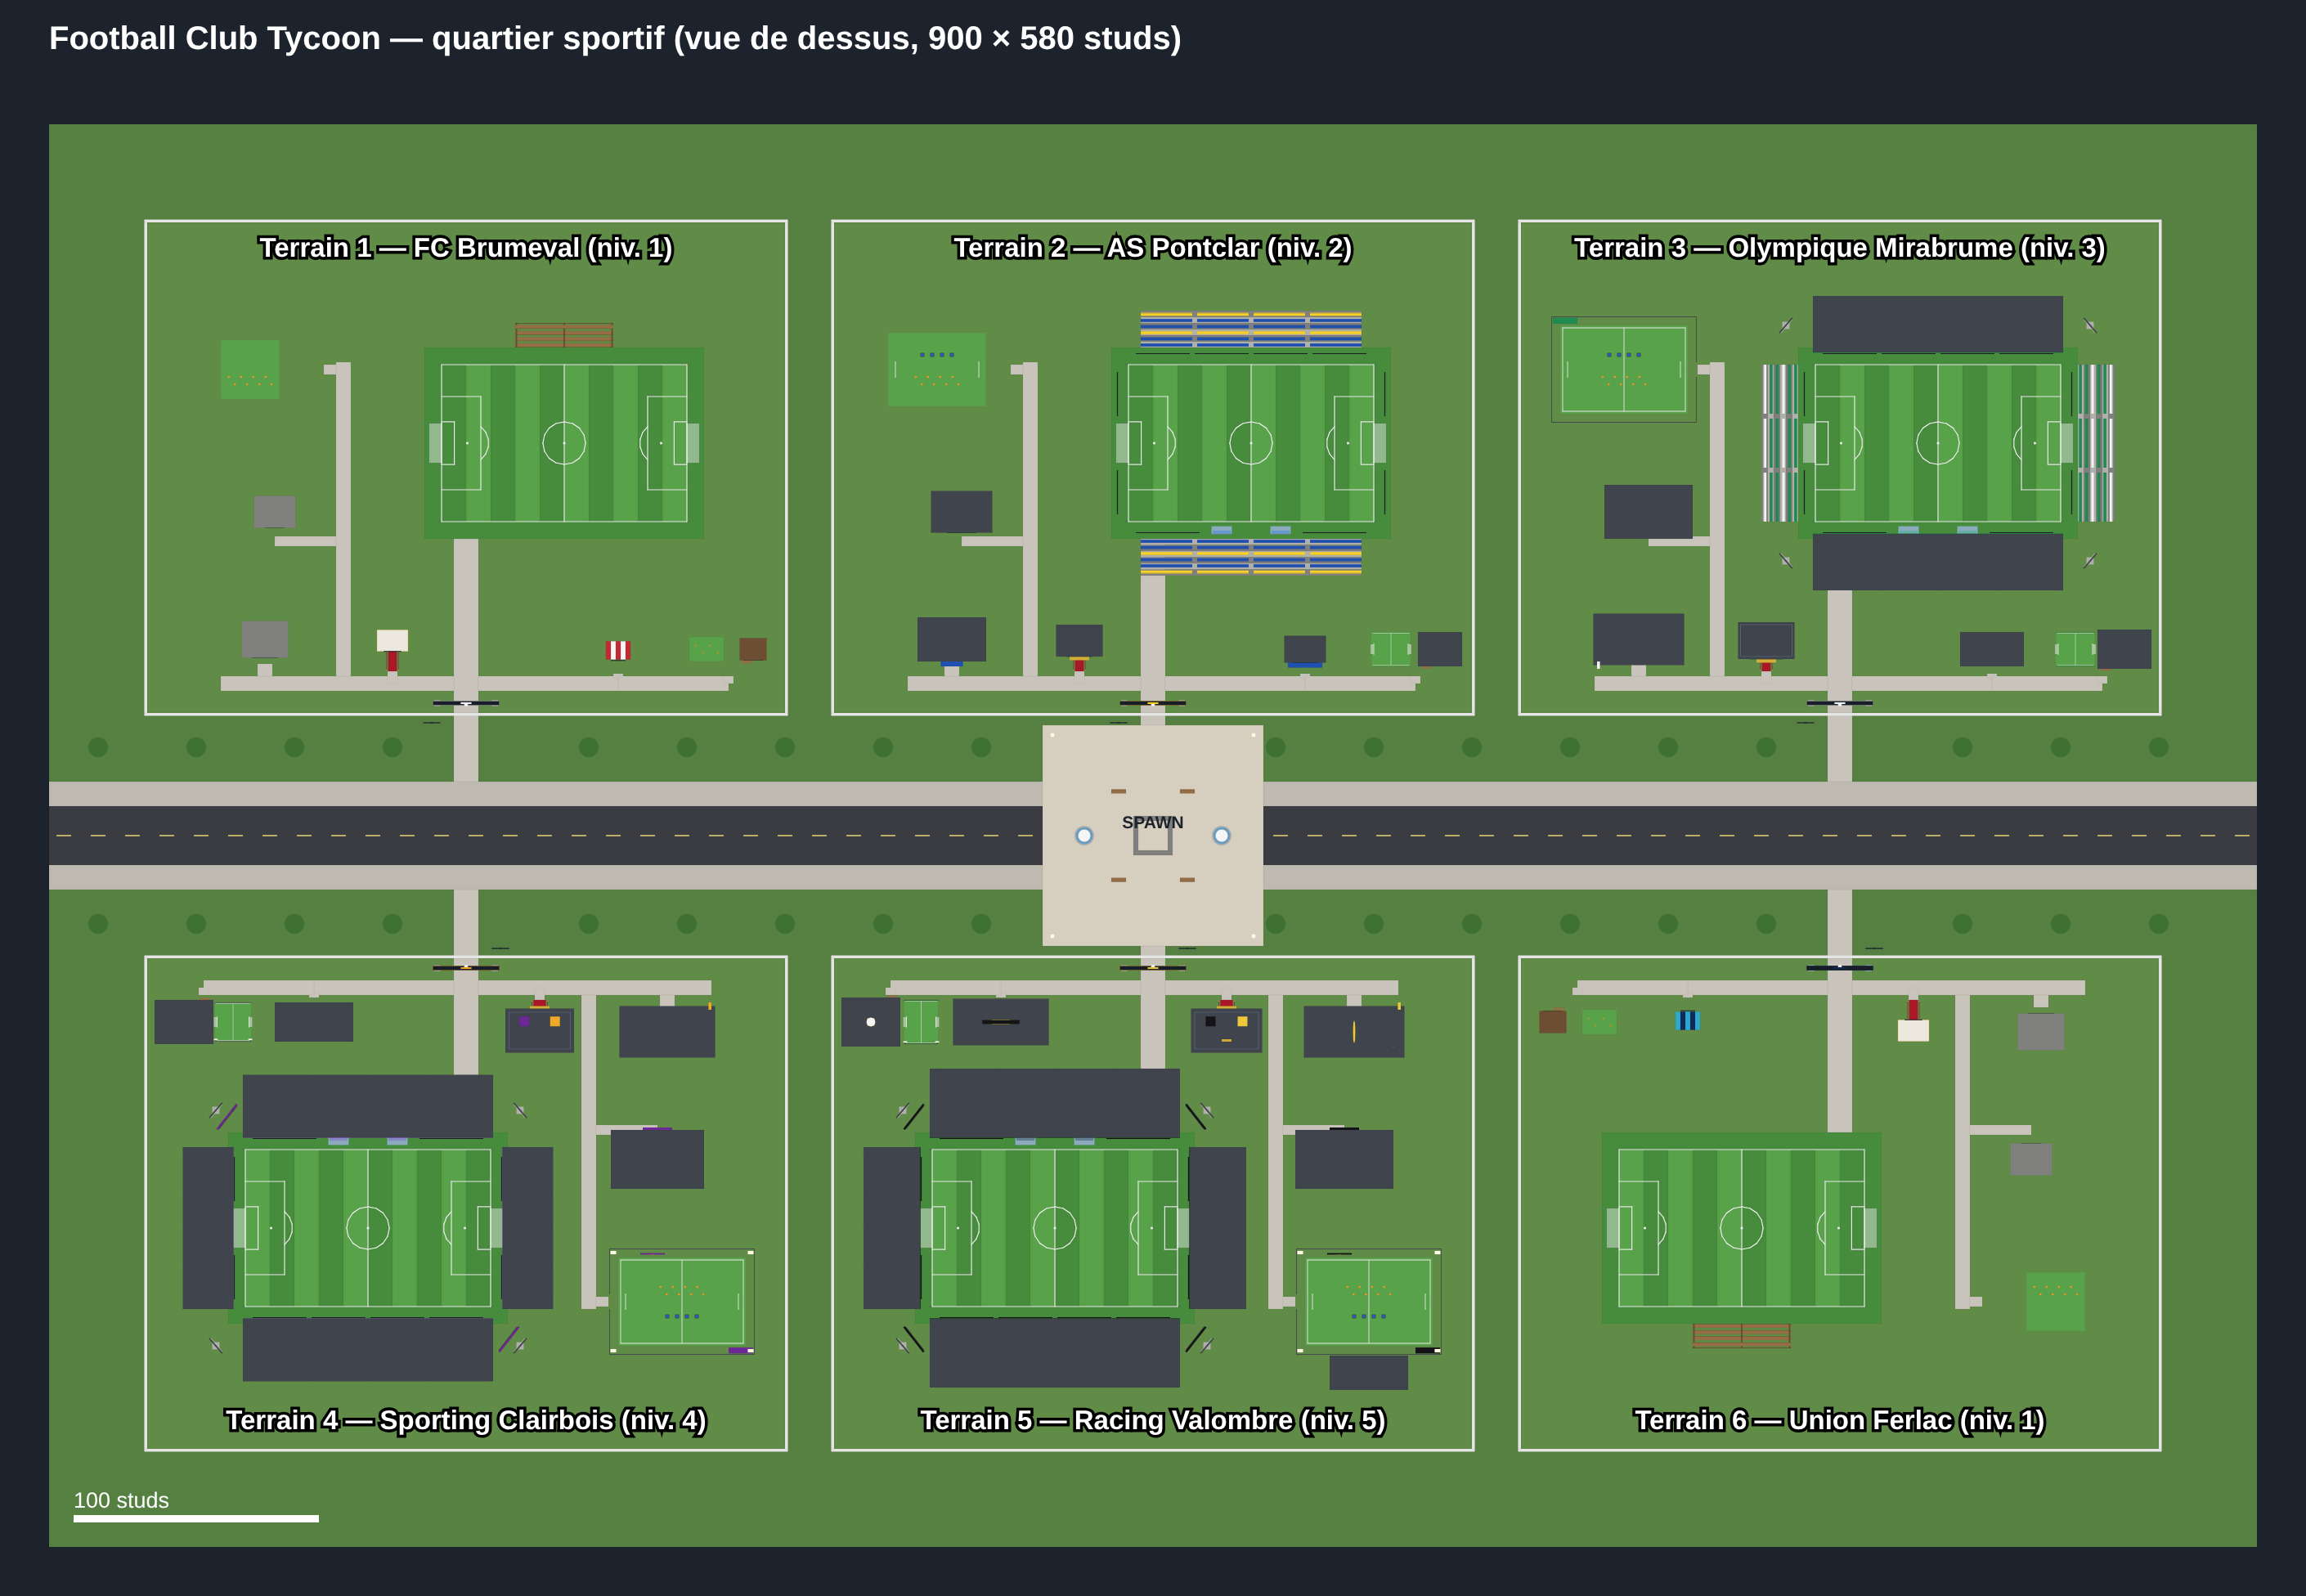 Football Club Tycoon — quartier sportif (vue de dessus, 900 × 580 studs)
Terrain 1 — FC Brumeval (niv. 1)
Terrain 2 — AS Pontclar (niv. 2)
Terrain 3 — Olympique Mirabrume (niv. 3)
SPAWN
Terrain 4 — Sporting Clairbois (niv. 4)
Terrain 5 — Racing Valombre (niv. 5)
Terrain 6 — Union Ferlac (niv. 1)
100 studs